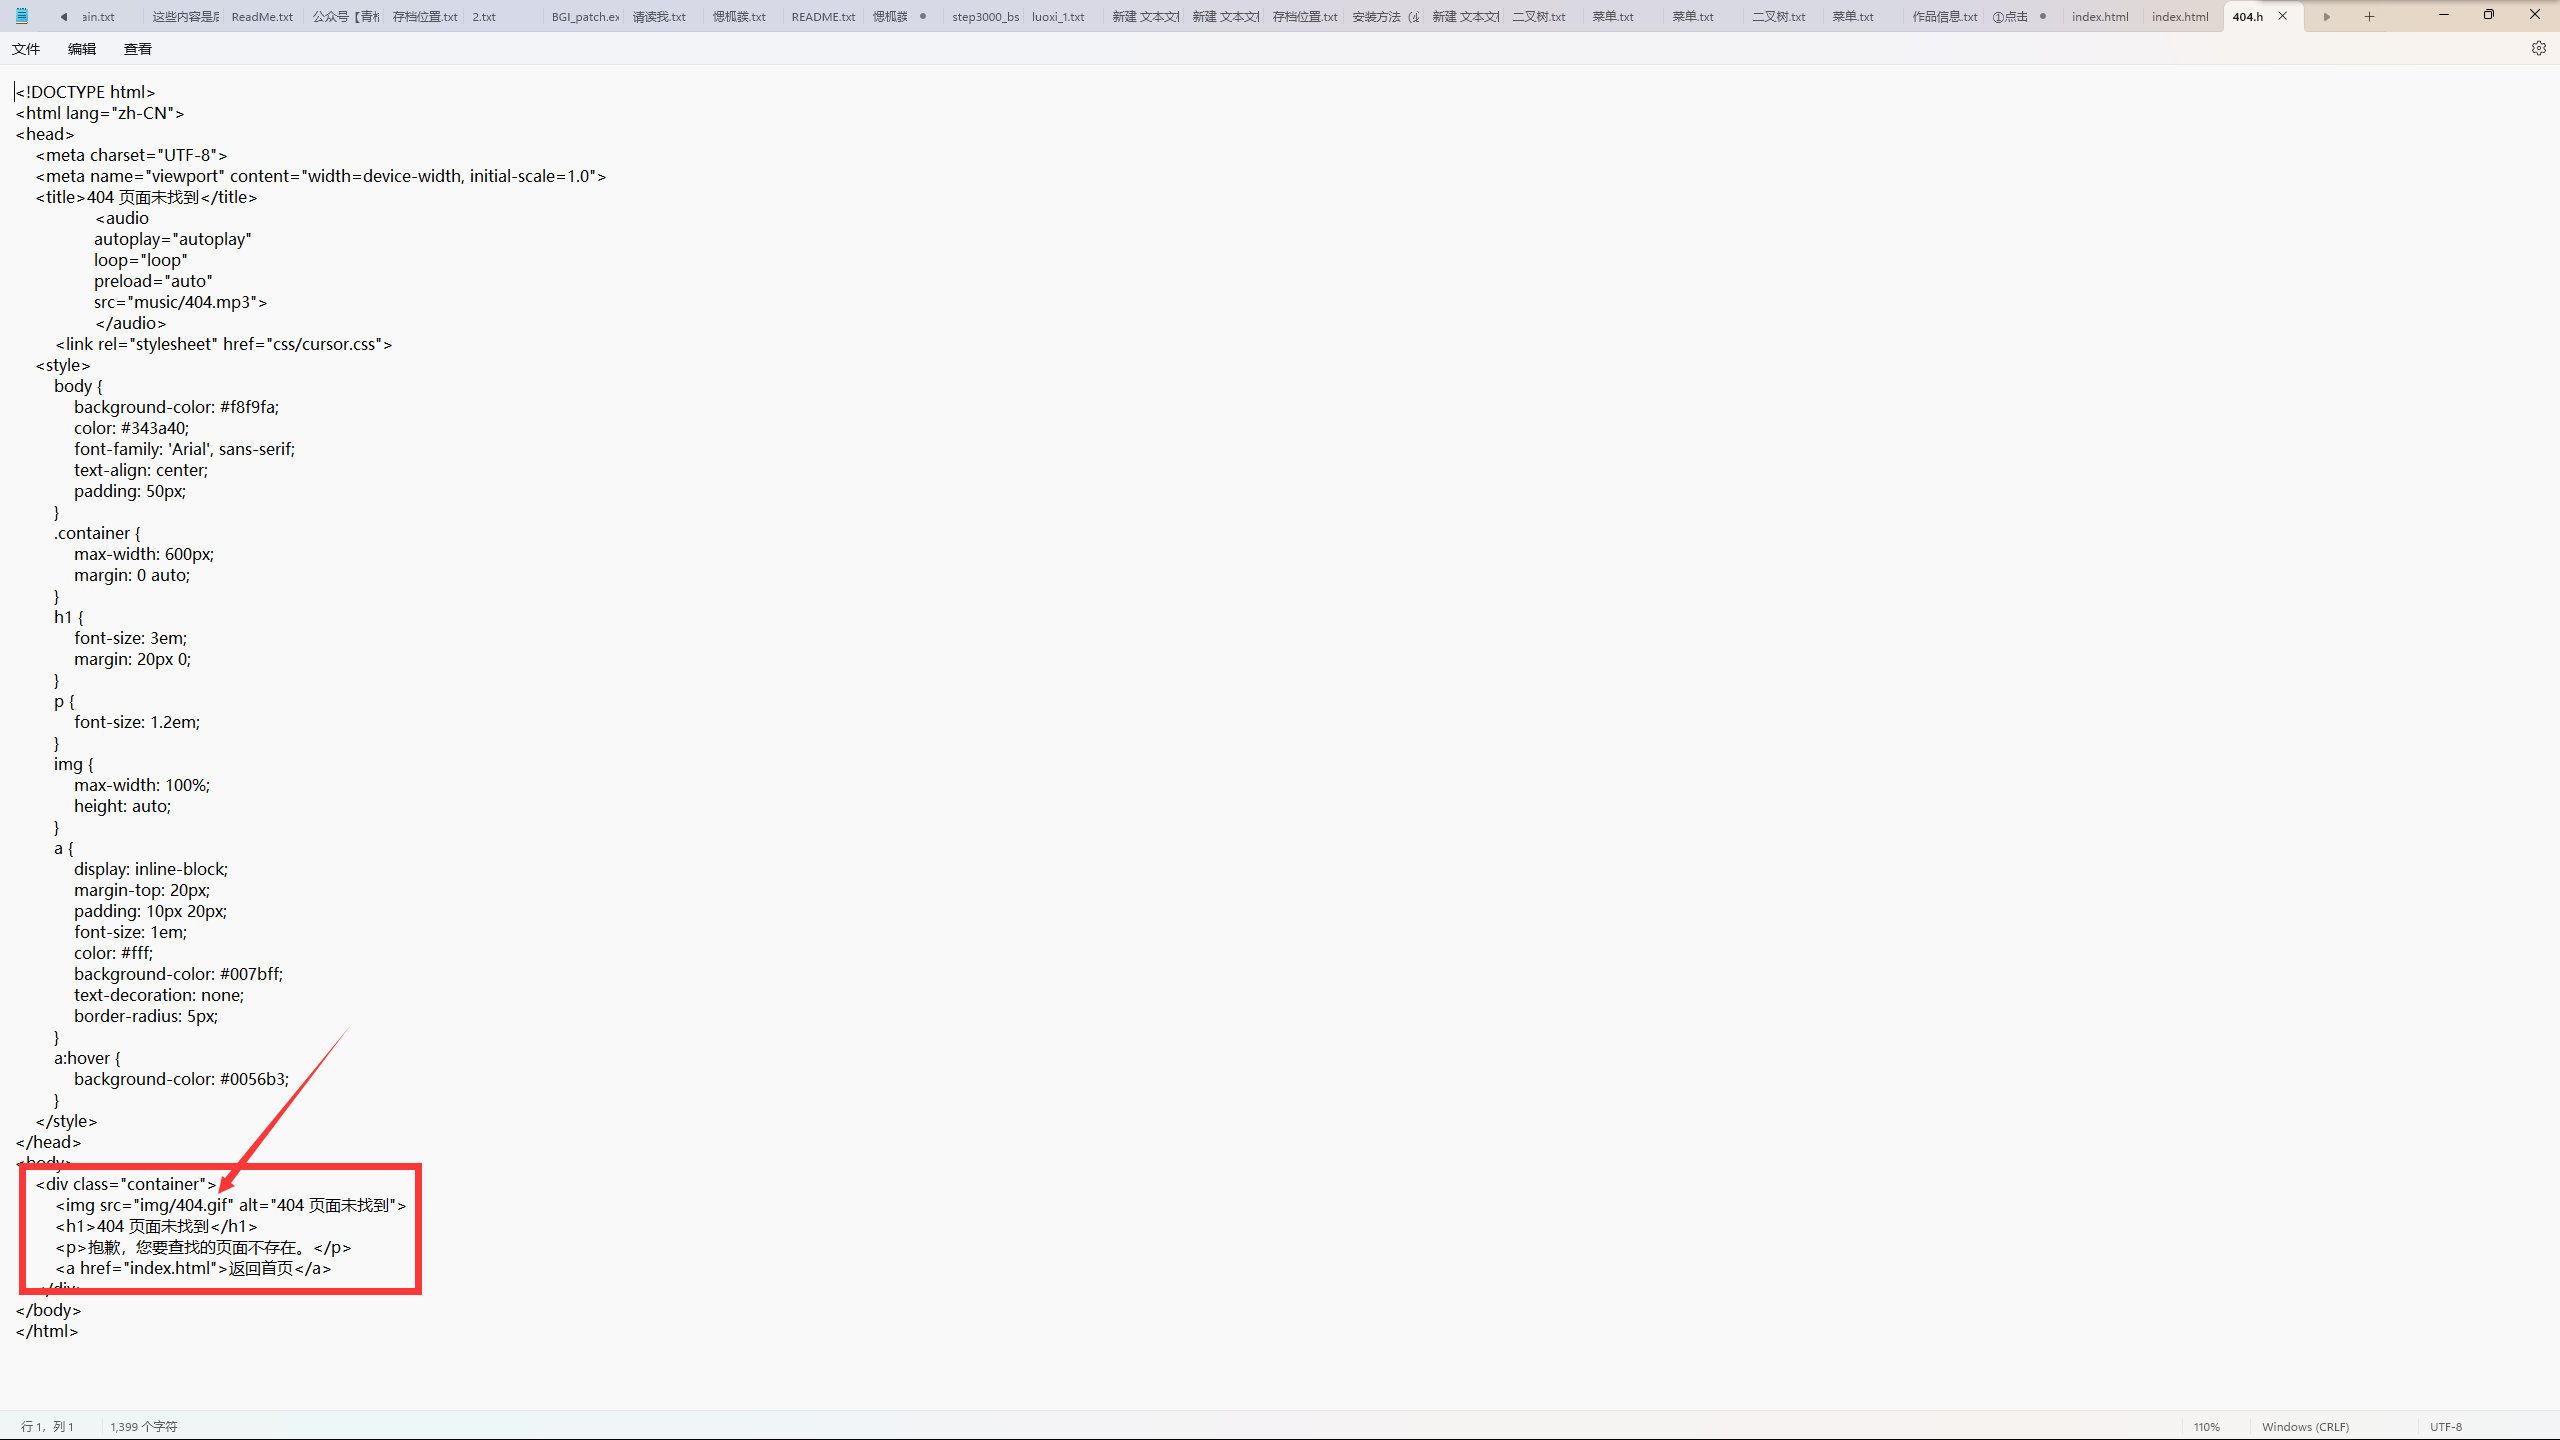 ain.txt 这些内容是后 ReadMe.txt 公众号【青柠 存档位置.txt 2.txt BGI_patch.ex 请读我.txt README.txt step3000_bs luoxi_1.txt 新建 文本文档 新建 文本文档 存档位置.txt 安装方法（必 新建 文本文档 二叉树.txt 菜单.txt 菜单.txt 二叉树.txt 菜单.txt 作品信息.txt ①点击 index.html index.html 404.h
文件 编辑 查看
<!DOCTYPE html>
<html lang="zh-CN">
<head>
<meta charset="UTF-8">
<meta name="viewport" content="width=device-width, initial-scale=1.0">
<title>404 页面未找到</title>
<audio
autoplay="autoplay"
loop="loop"
preload="auto"
src="music/404.mp3">
</audio>
<link rel="stylesheet" href="css/cursor.css">
<style>
body {
background-color: #f8f9fa;
color: #343a40;
font-family: 'Arial', sans-serif;
text-align: center;
padding: 50px;
}
.container {
max-width: 600px;
margin: 0 auto;
}
h1 {
font-size: 3em;
margin: 20px 0;
}
p {
font-size: 1.2em;
}
img {
max-width: 100%;
height: auto;
}
a {
display: inline-block;
margin-top: 20px;
padding: 10px 20px;
font-size: 1em;
color: #fff;
background-color: #007bff;
text-decoration: none;
border-radius: 5px;
}
a:hover {
background-color: #0056b3;
}
</style>
</head>
<body>
<div class="container">
<img src="img/404.gif" alt="404 页面未找到">
<h1>404 页面未找到</h1>
<p>抱歉，您要查找的页面不存在。</p>
<a href="index.html">返回首页</a>
</div>
</body>
</html>
行 1，列 1 1,399 个字符 110% Windows (CRLF) UTF-8